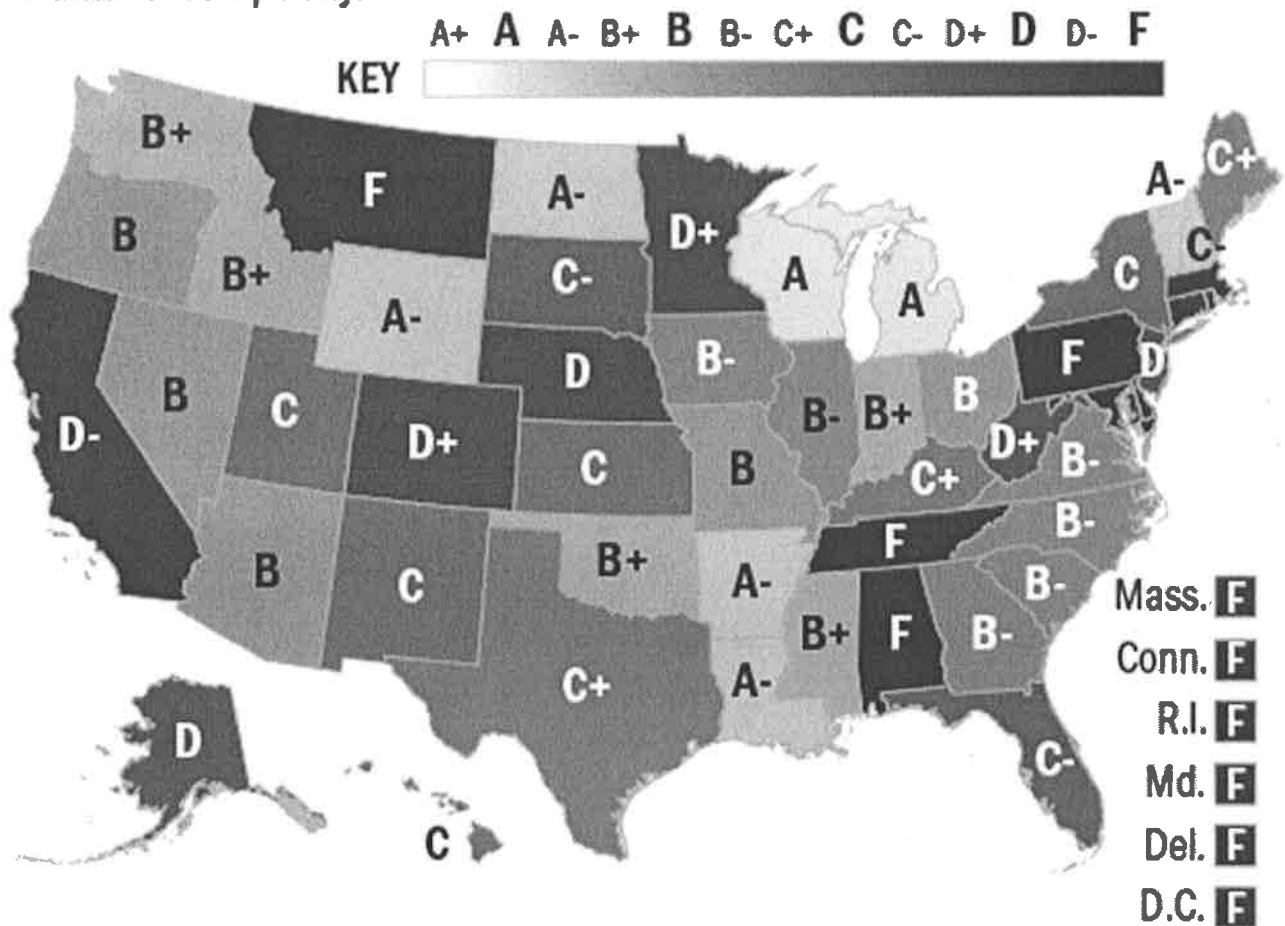 A+ A A- B+ B B- C+ C C- D+ D D- F
KEY
B+
F
A-
D+
A-
C+
B
B+
A-
C-
A
A
C
C-
D-
B
C
D+
D
C
B-
B
B-
B+
B
F
D
D+
B-
C+
B-
B
C
B+
A-
F
B-
C+
A-
B+
F
B-
C-
D
C
Mass. F
Conn. F
R.I. F
Md. F
Del. F
D.C. F